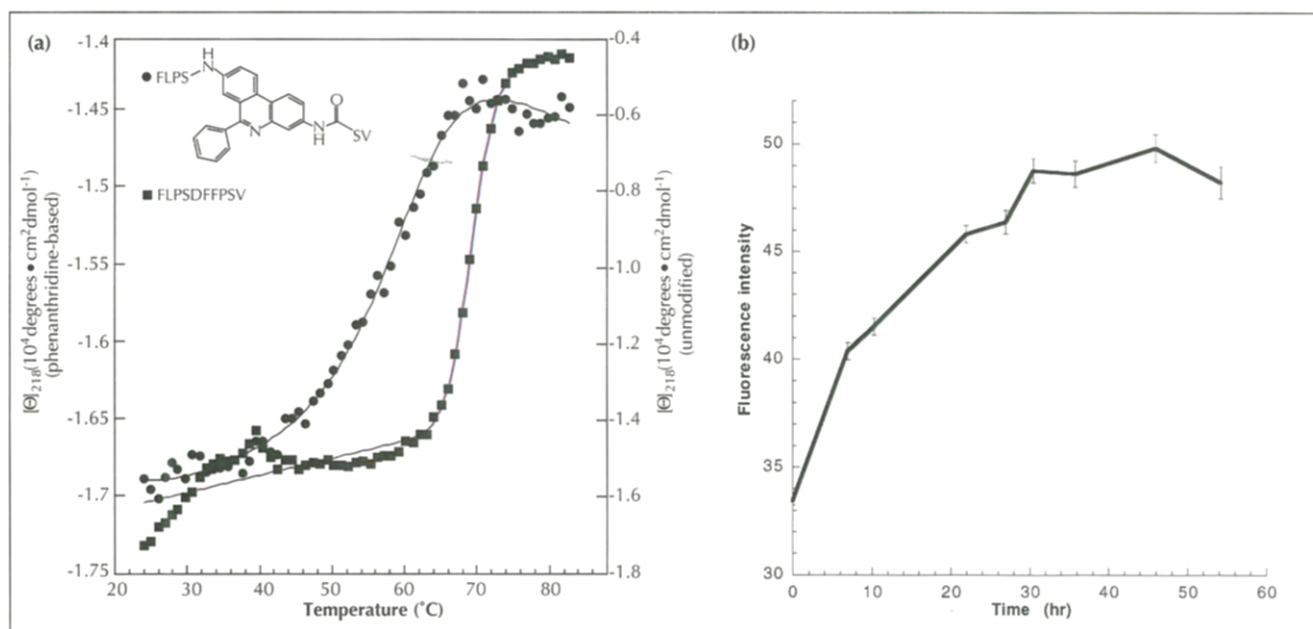 (a)
-1.4
-1.45
-1.5
-1.55
-1.6
-1.65
-1.7
-1.75
[Θ]218(10⁴degrees • cm²dmol⁻¹)
(phenanthridine-based)
● FLPS
H
N
N
N
H
O
SV
■ FLPSDFFPSV
20
30
40
50
60
70
80
Temperature (˚C)
-0.4
-0.6
-0.8
-1.0
-1.2
-1.4
-1.6
-1.8
[Θ]218(10⁴degrees • cm²dmol⁻¹)
(unmodified)
(b)
50
45
40
35
30
Fluorescence intensity
0
10
20
30
40
50
60
Time (hr)